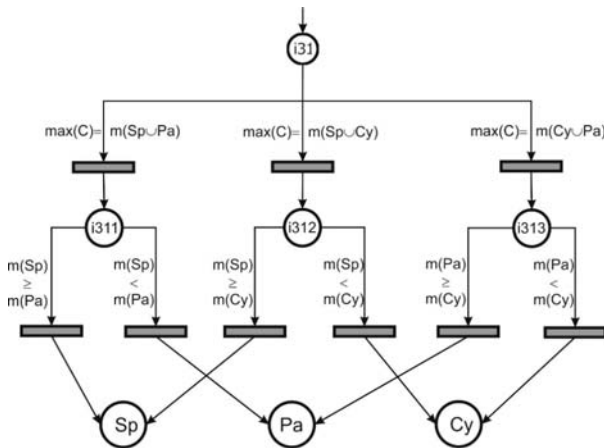 i31
max(C)= m(Sp∪Pa)
max(C)= m(Sp∪Cy)
max(C)= m(Cy∪Pa)
i311
i312
i313
m(Sp)
≥
m(Pa)
m(Sp)
<
m(Pa)
m(Sp)
≥
m(Cy)
m(Sp)
<
m(Cy)
m(Pa)
≥
m(Cy)
m(Pa)
<
m(Cy)
Sp
Pa
Cy